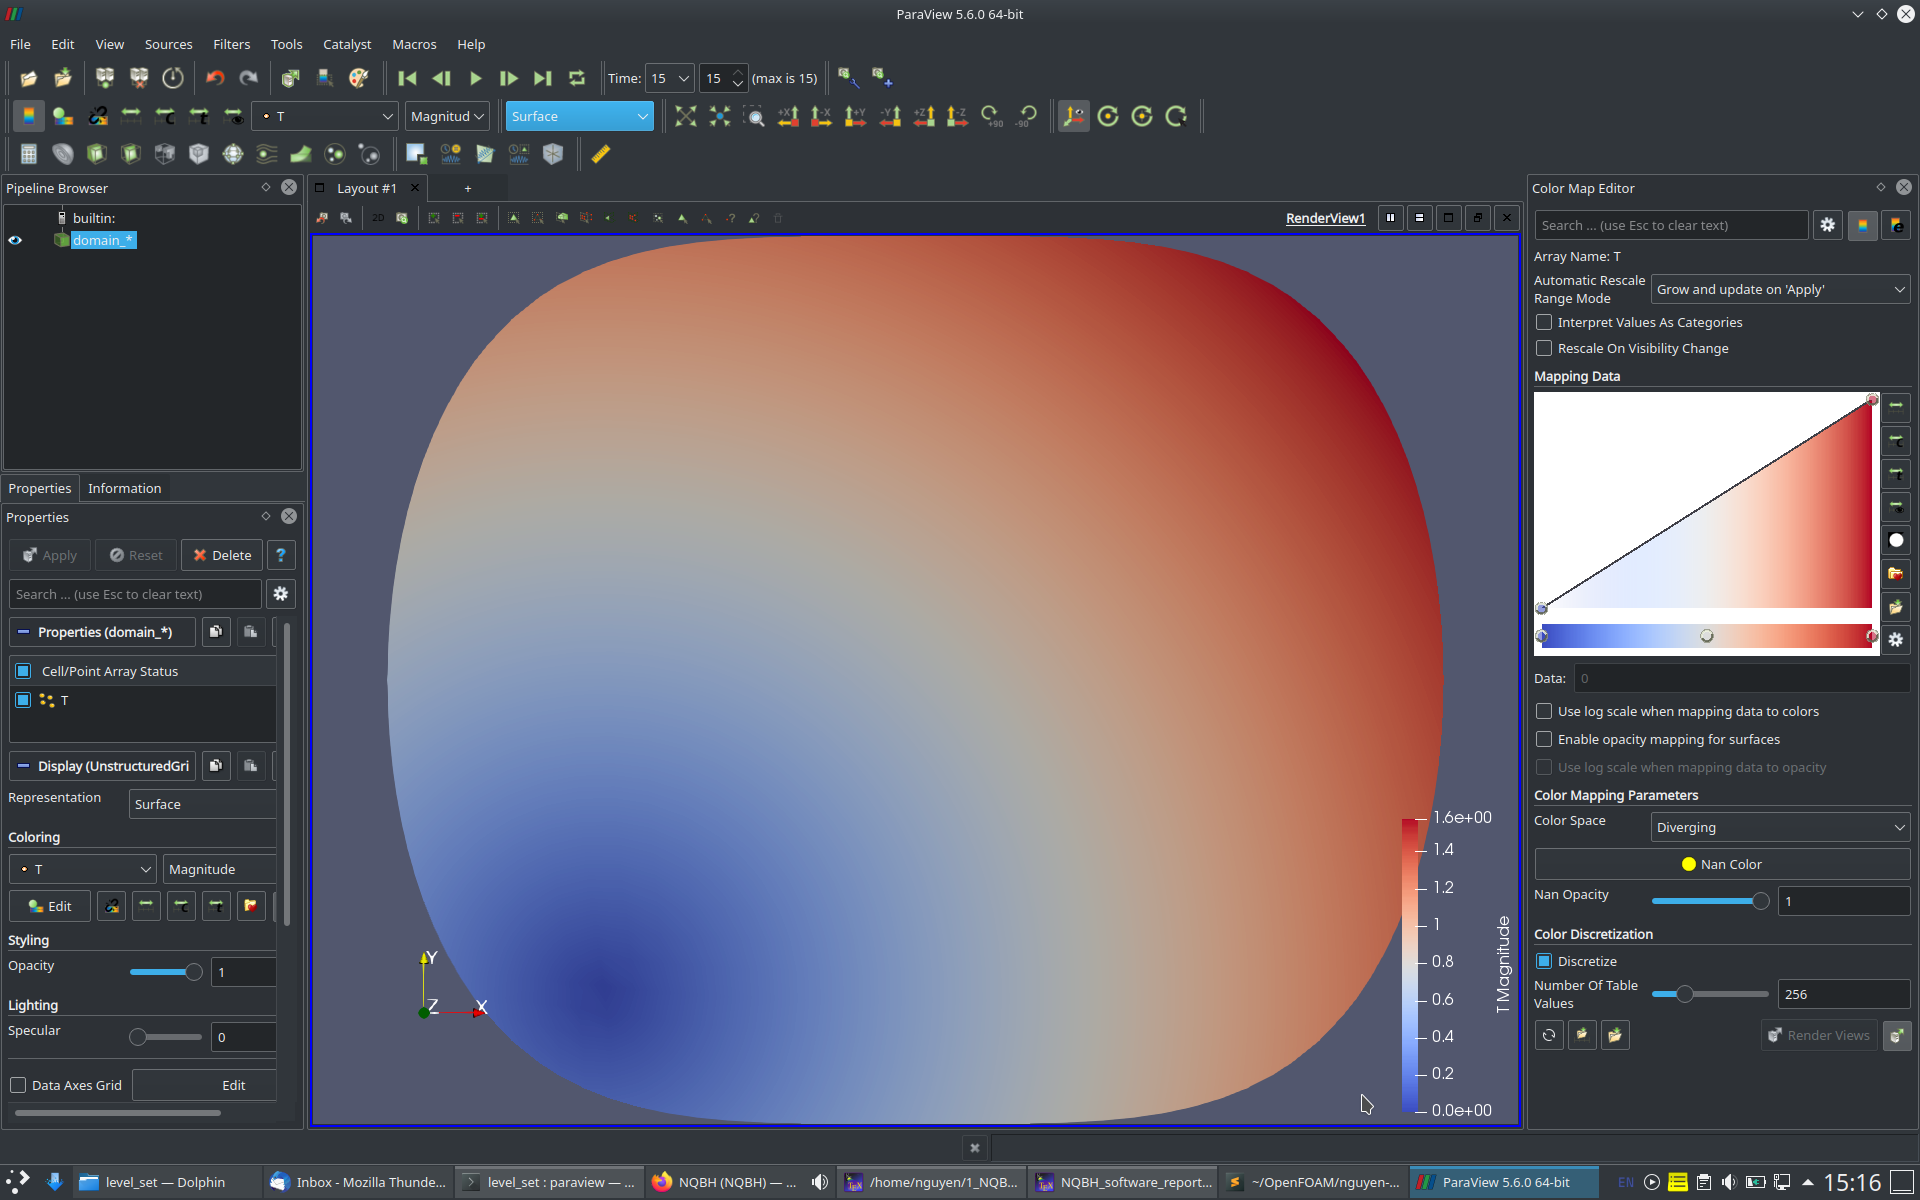 ParaView 5.6.0 64-bit
File Edit View Sources Filters Tools Catalyst Macros Help
Time: 15 15 (max is 15)
T Magnitud Surface
+X -X +Y -Y +Z -Z +90 -90
Pipeline Browser
builtin:
domain_*
Properties Information
Properties
Apply Reset Delete ?
Search ... (use Esc to clear text)
Properties (domain_*)
Cell/Point Array Status
T
Display (UnstructuredGri
Representation Surface
Coloring
T Magnitude
Edit
Styling
Opacity 1
Lighting
Specular 0
Data Axes Grid Edit
Layout #1 +
2D RenderView1
Y
Z X
1.6e+00
1.4
1.2
1
0.8
0.6
0.4
0.2
0.0e+00
T Magnitude
Color Map Editor
Search ... (use Esc to clear text)
Array Name: T
Automatic Rescale
Range Mode
Grow and update on 'Apply'
Interpret Values As Categories
Rescale On Visibility Change
Mapping Data
Data: 0
Use log scale when mapping data to colors
Enable opacity mapping for surfaces
Use log scale when mapping data to opacity
Color Mapping Parameters
Color Space Diverging
Nan Color
Nan Opacity 1
Color Discretization
Discretize
Number Of Table
Values
256
Render Views
level_set — Dolphin
Inbox - Mozilla Thunde...
level_set : paraview — ...
NQBH (NQBH) — ...
/home/nguyen/1_NQB...
NQBH_software_report...
~/OpenFOAM/nguyen-...
ParaView 5.6.0 64-bit
EN
15:16